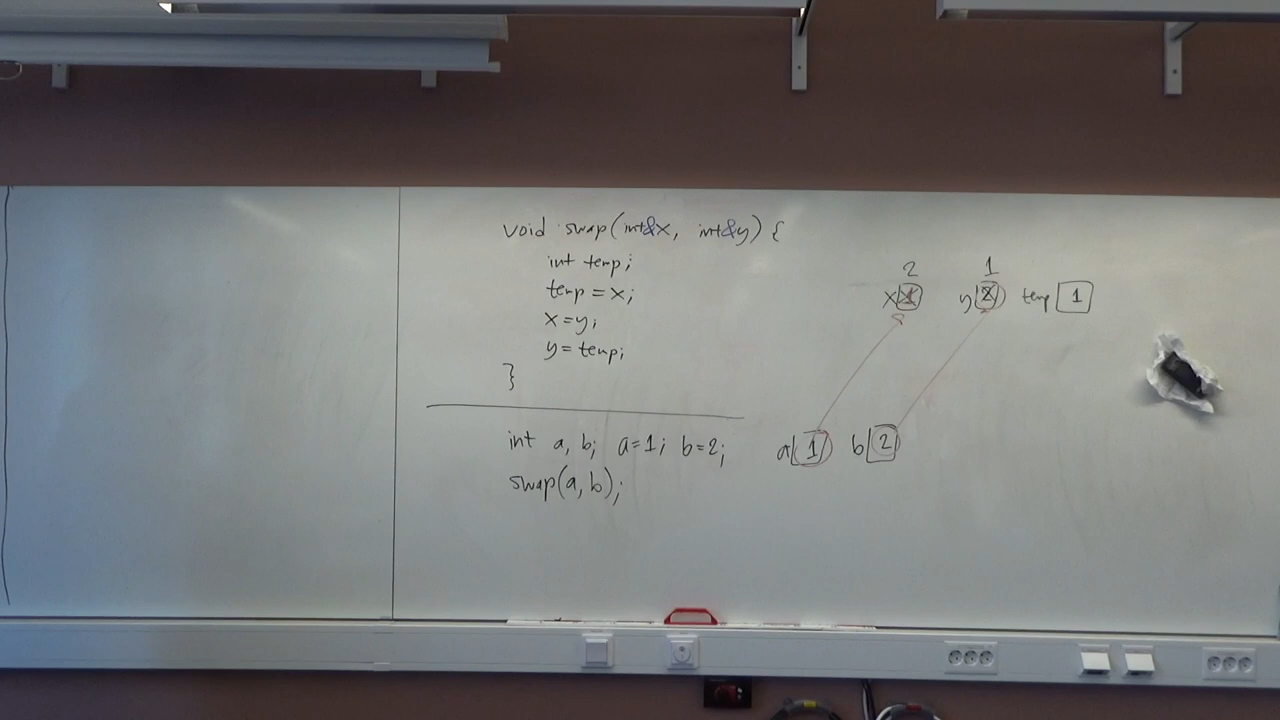 void swap(int&x, int&y) {
int temp;
temp = x;
x=y;
y= temp;
}
int a, b; a=1; b=2;
swap(a, b);
2 1
x 1 y 2 temp 1
a 1 b 2